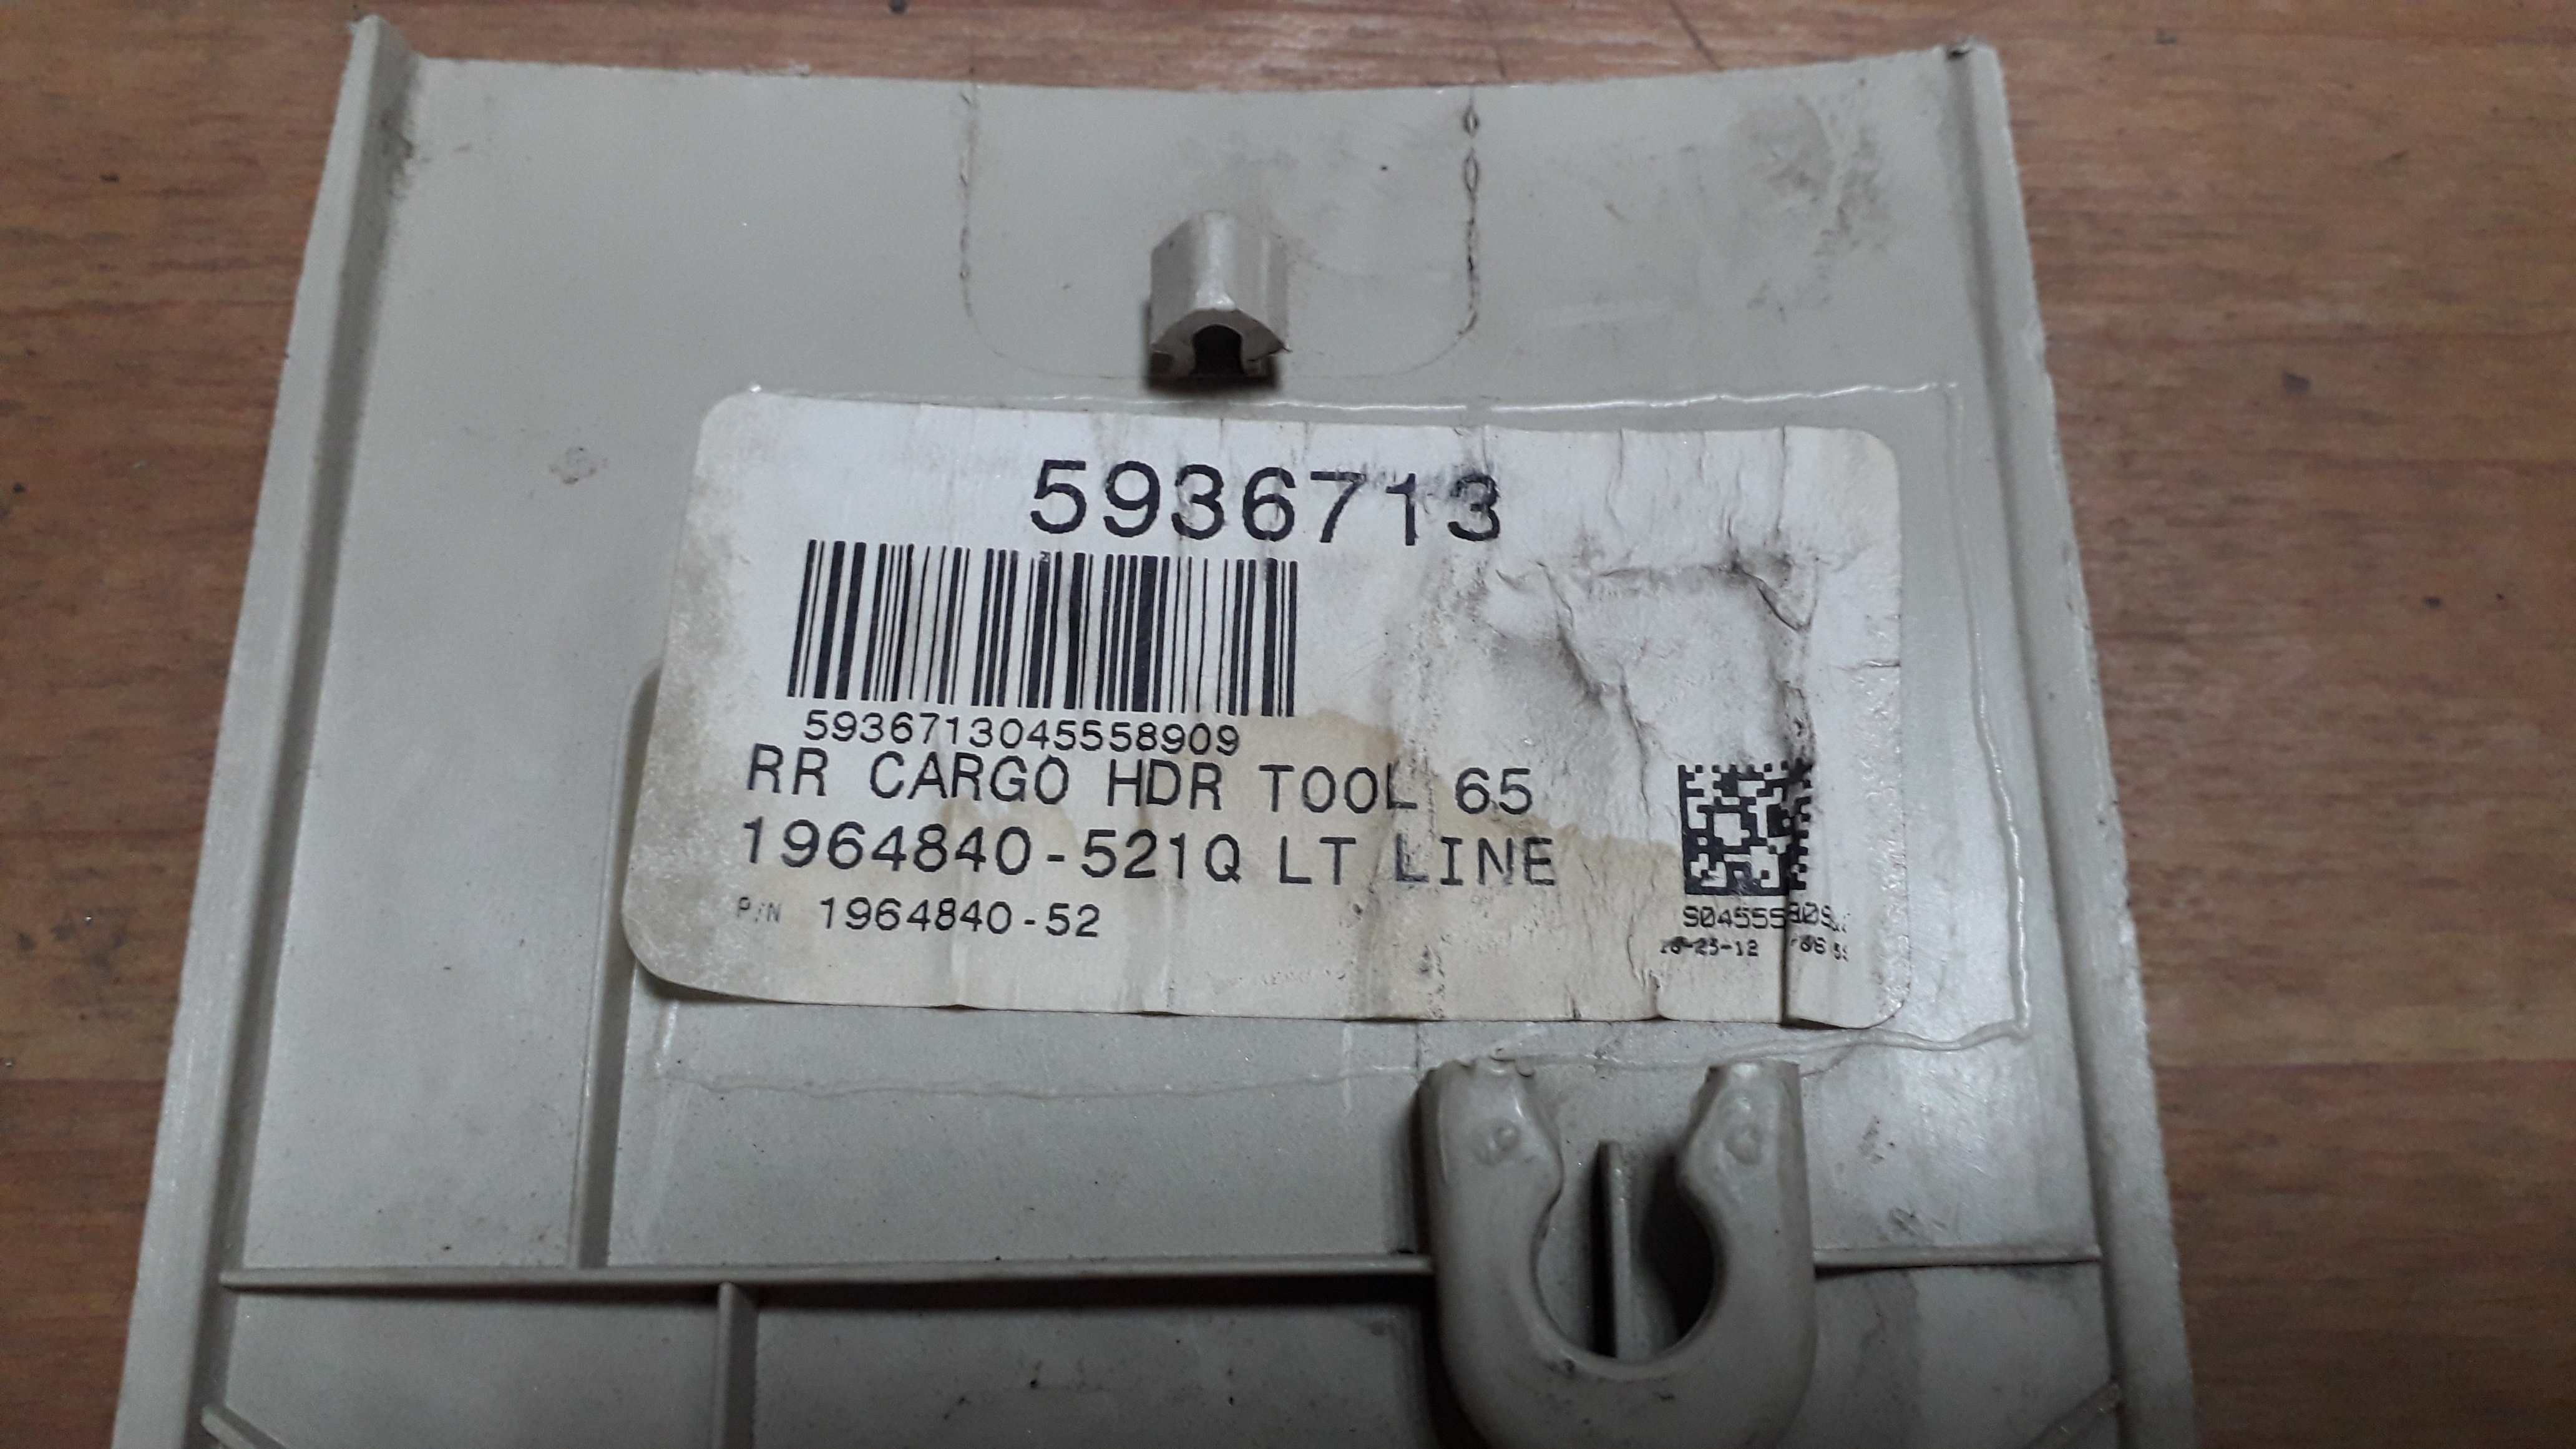 5936713
5936713045558909
RR CARGO HDR TOOL 65
1964840-521Q LT LINE
P/N 1964840-52